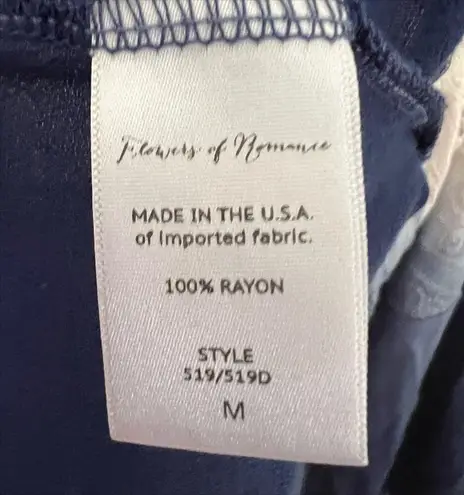 Flowers of Romance
MADE IN THE U.S.A.
of Imported fabric.
100% RAYON
STYLE
519/519D
M